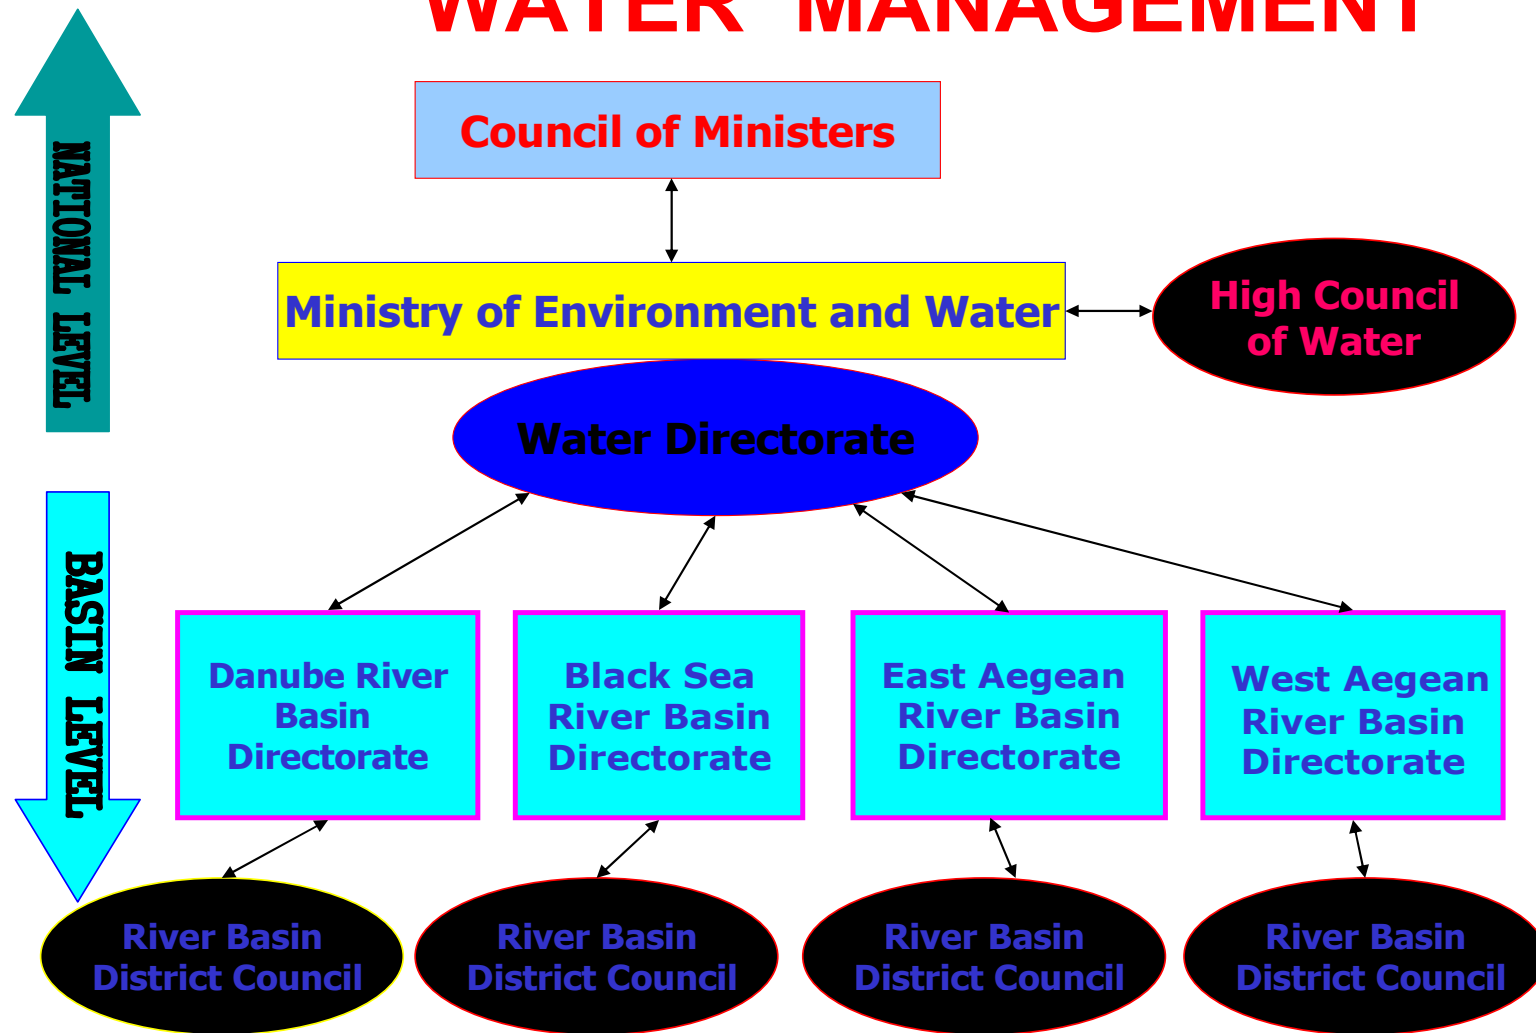 WATER MANAGEMENT
NATIONAL LEVEL
Council of Ministers
Ministry of Environment and Water
High Council
of Water
Water Directorate
BASIN LEVEL
Danube River
Basin
Directorate
Black Sea
River Basin
Directorate
East Aegean
River Basin
Directorate
West Aegean
River Basin
Directorate
River Basin
District Council
River Basin
District Council
River Basin
District Council
River Basin
District Council